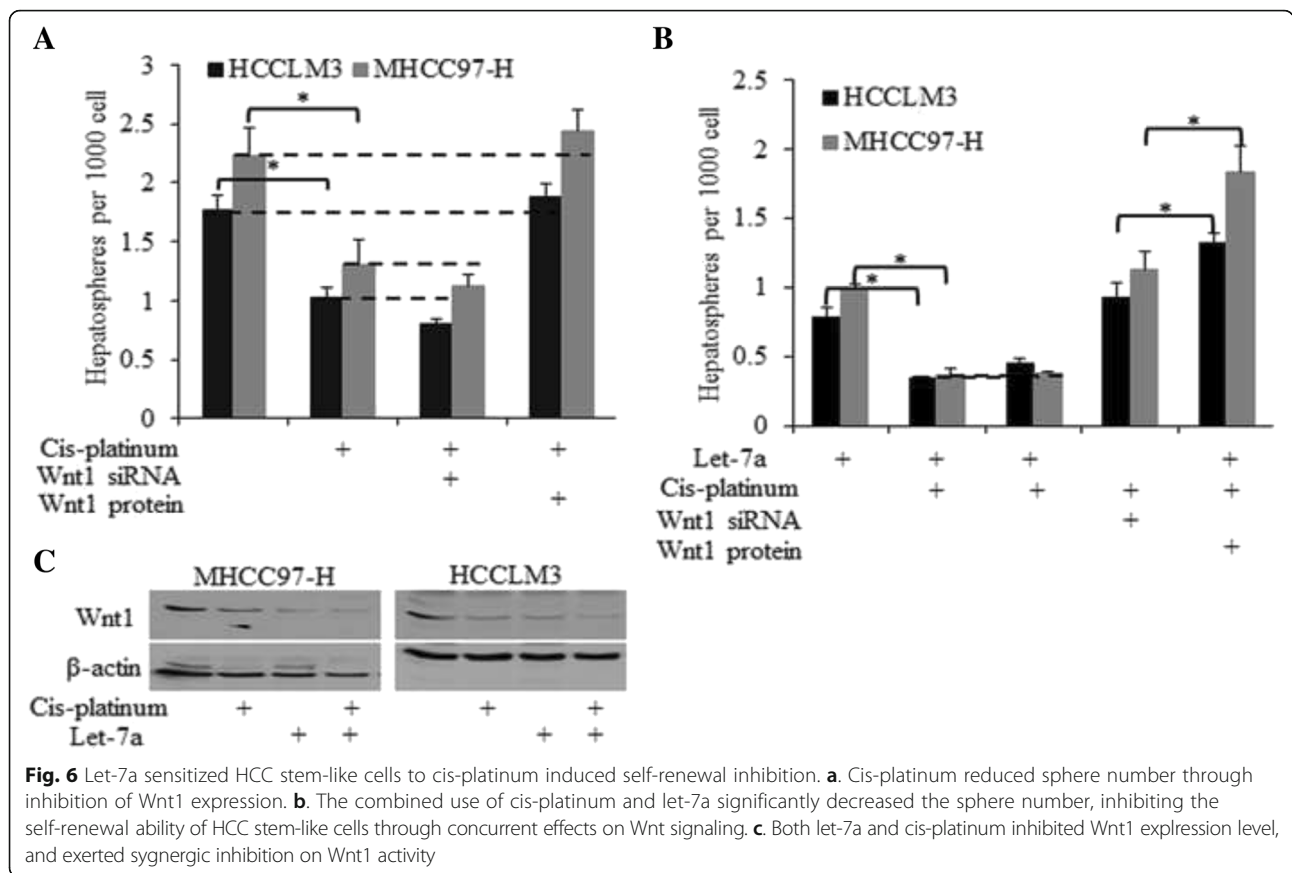 A
HCCLM3 MHCC97-H
Hepatospheres per 1000 cell
3
2.5
2
1.5
1
0.5
0
* *
Cis-platinum + + +
Wnt1 siRNA +
Wnt1 protein +
B
HCCLM3
MHCC97-H
Hepatospheres per 1000 cell
2.5
2
1.5
1
0.5
0
* * * *
Let-7a + + + +
Cis-platinum + + + +
Wnt1 siRNA +
Wnt1 protein +
C
MHCC97-H HCCLM3
Wnt1
β-actin
Cis-platinum + + + +
Let-7a + + + +
Fig. 6 Let-7a sensitized HCC stem-like cells to cis-platinum induced self-renewal inhibition. a. Cis-platinum reduced sphere number through
inhibition of Wnt1 expression. b. The combined use of cis-platinum and let-7a significantly decreased the sphere number, inhibiting the
self-renewal ability of HCC stem-like cells through concurrent effects on Wnt signaling. c. Both let-7a and cis-platinum inhibited Wnt1 explression level,
and exerted sygnergic inhibition on Wnt1 activity